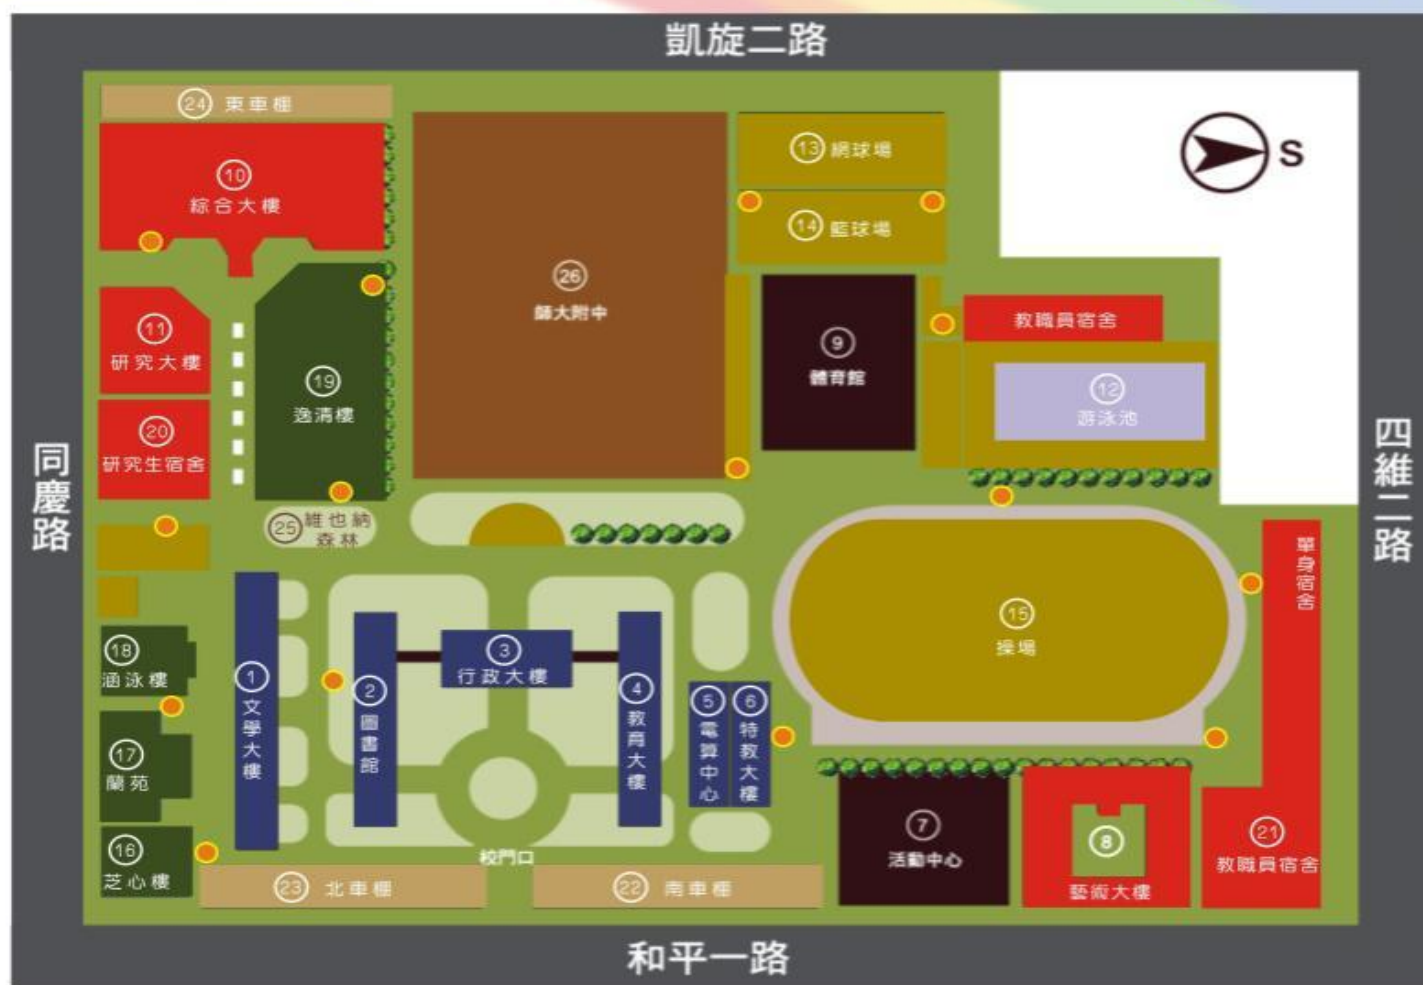 凱旋二路
24 東車棚
10
綜合大樓
13 網球場
14 籃球場
S
26
師大附中
11
研究大樓
19
逸清樓
9
體育館
教職員宿舍
12
游泳池
20
研究生宿舍
同慶路
四維二路
25 維也納
森林
單身宿舍
15
操場
18
涵泳樓
1 文學大樓
2 圖書館
3
行政大樓
4 教育大樓
5 電算中心
6 特教大樓
17
蘭苑
16
芝心樓
校門口
7
活動中心
8
藝術大樓
21
教職員宿舍
23 北車棚
22 南車棚
和平一路